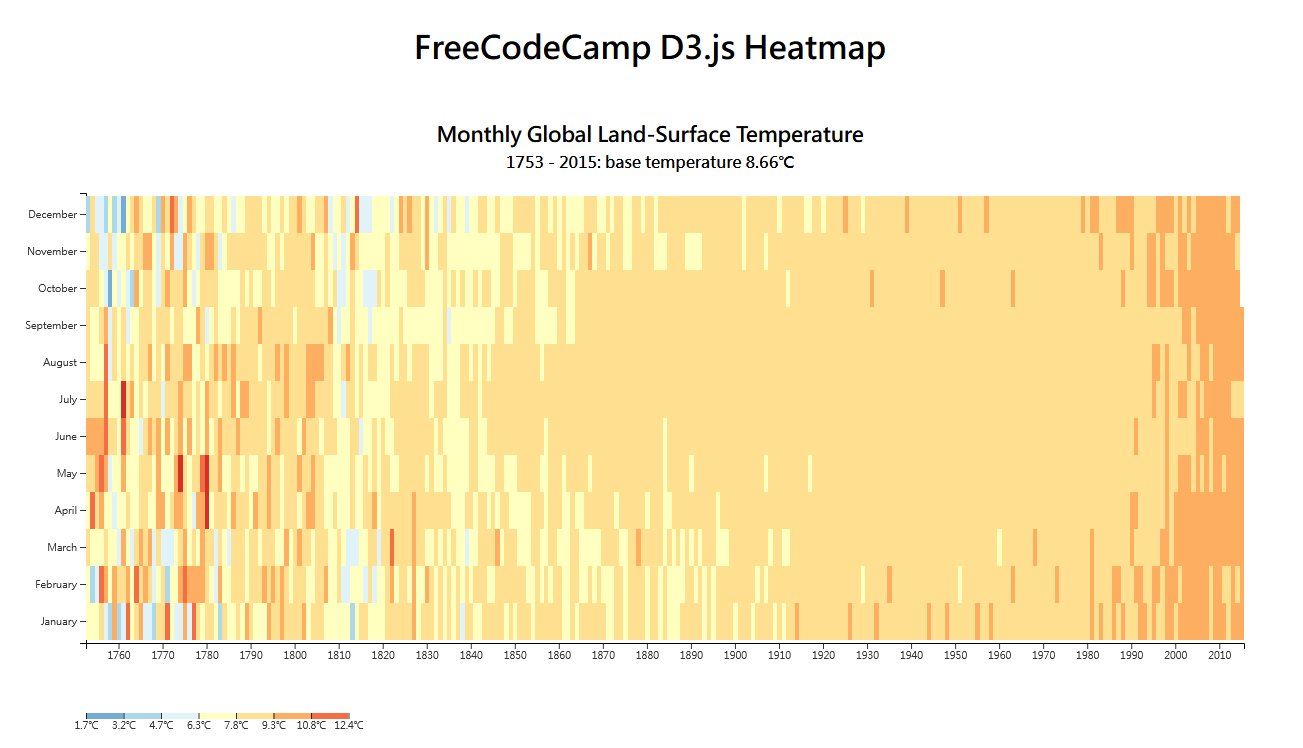 FreeCodeCamp D3.js Heatmap
Monthly Global Land-Surface Temperature
1753 - 2015: base temperature 8.66℃
December
November
October
September
August
July
June
May
April
March
February
January
1760 1770 1780 1790 1800 1810 1820 1830 1840 1850 1860 1870 1880 1890 1900 1910 1920 1930 1940 1950 1960 1970 1980 1990 2000 2010
1.7℃ 3.2℃ 4.7℃ 6.3℃ 7.8℃ 9.3℃ 10.8℃ 12.4℃